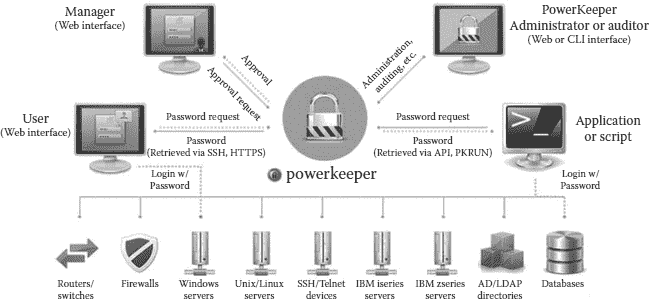 Manager
(Web interface)
PowerKeeper
Administrator or auditor
(Web or CLI interface)
Approval
Approval request
Administration,
auditing, etc.
User
(Web interface)
Password request
Password
(Retrieved via SSH, HTTPS)
Password request
Password
(Retrieved via API, PKRUN)
>_
Application
or script
powerkeeper
Login w/
Password
Login w/
Password
Routers/
switches
Firewalls
Windows
servers
Unix/Linux
servers
SSH/Telnet
devices
IBM iseries
servers
IBM zseries
servers
AD/LDAP
directories
Databases